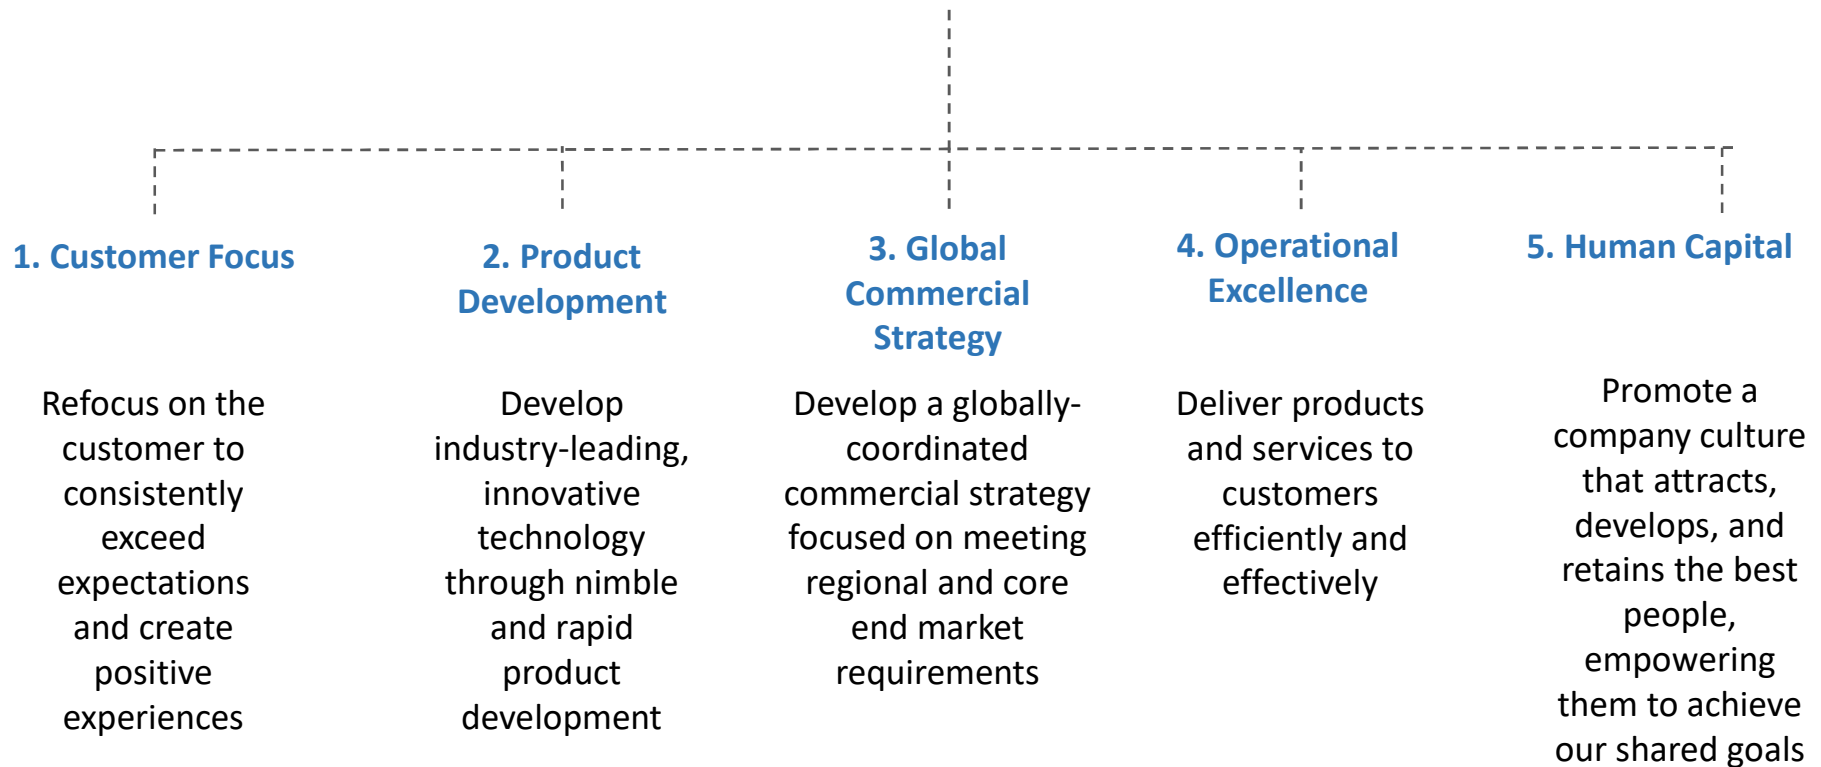 1. Customer Focus
Refocus on the
customer to
consistently
exceed
expectations
and create
positive
experiences
2. Product
Development
Develop
industry-leading,
innovative
technology
through nimble
and rapid
product
development
3. Global
Commercial
Strategy
Develop a globally-
coordinated
commercial strategy
focused on meeting
regional and core
end market
requirements
4. Operational
Excellence
Deliver products
and services to
customers
efficiently and
effectively
5. Human Capital
Promote a
company culture
that attracts,
develops, and
retains the best
people,
empowering
them to achieve
our shared goals